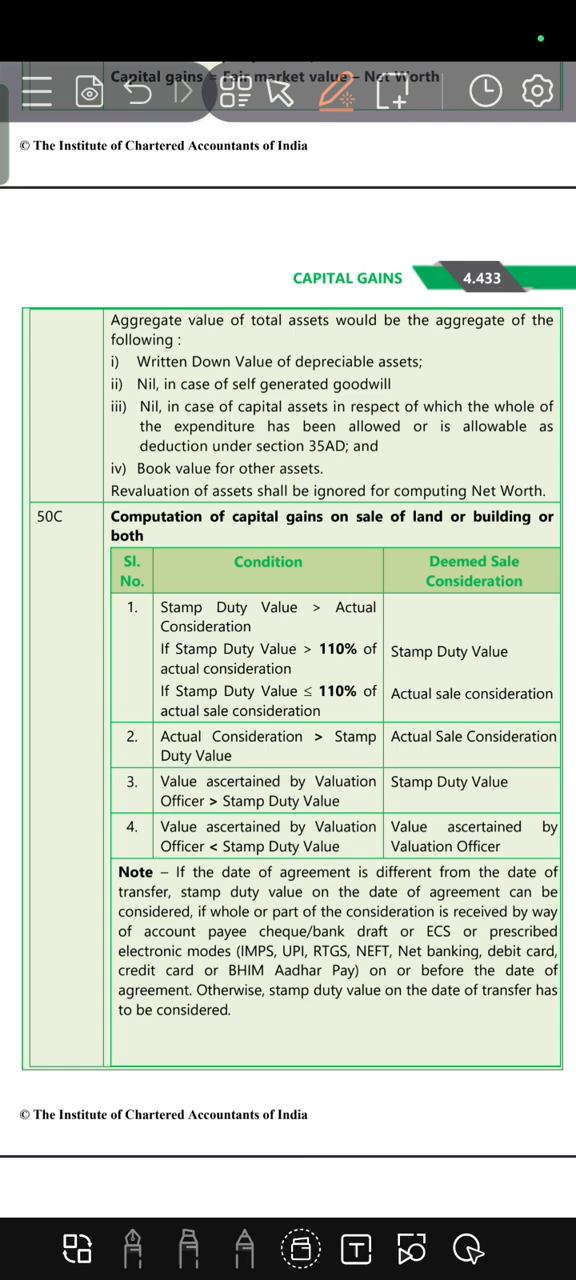 Capital gains = Fair market value – Net Worth
© The Institute of Chartered Accountants of India
CAPITAL GAINS 4.433
Aggregate value of total assets would be the aggregate of the
following :
i) Written Down Value of depreciable assets;
ii) Nil, in case of self generated goodwill
iii) Nil, in case of capital assets in respect of which the whole of
the expenditure has been allowed or is allowable as
deduction under section 35AD; and
iv) Book value for other assets.
Revaluation of assets shall be ignored for computing Net Worth.
50C Computation of capital gains on sale of land or building or
both
Sl. No. Condition Deemed Sale Consideration
1. Stamp Duty Value > Actual
Consideration
If Stamp Duty Value > 110% of
actual consideration
Stamp Duty Value
If Stamp Duty Value ≤ 110% of
actual sale consideration
Actual sale consideration
2. Actual Consideration > Stamp
Duty Value
Actual Sale Consideration
3. Value ascertained by Valuation
Officer > Stamp Duty Value
Stamp Duty Value
4. Value ascertained by Valuation
Officer < Stamp Duty Value
Value ascertained by
Valuation Officer
Note – If the date of agreement is different from the date of
transfer, stamp duty value on the date of agreement can be
considered, if whole or part of the consideration is received by way
of account payee cheque/bank draft or ECS or prescribed
electronic modes (IMPS, UPI, RTGS, NEFT, Net banking, debit card,
credit card or BHIM Aadhar Pay) on or before the date of
agreement. Otherwise, stamp duty value on the date of transfer has
to be considered.
© The Institute of Chartered Accountants of India
T